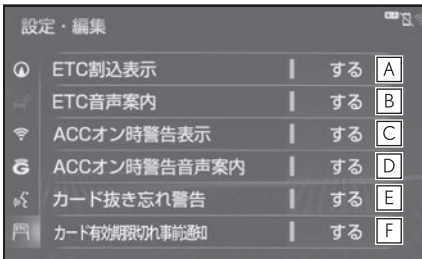 設定・編集
ETC割込表示 する A
ETC音声案内 する B
ACCオン時警告表示 する C
ACCオン時警告音声案内 する D
カード抜き忘れ警告 する E
カード有効期限切れ事前通知 する F